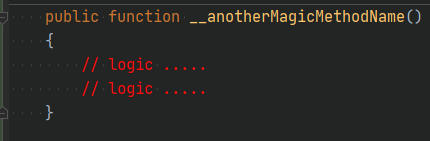 public function __anotherMagicMethodName()
{
// logic .....
// logic .....
}